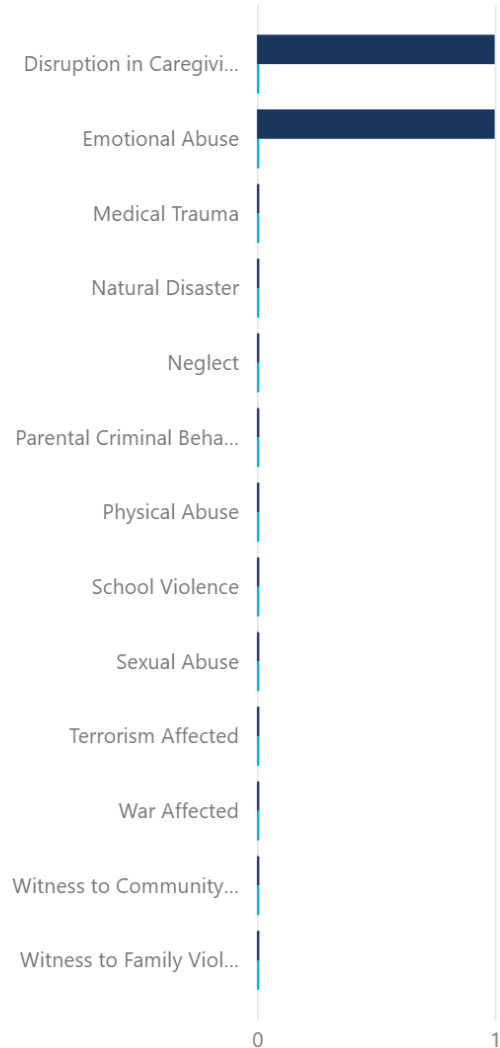 Disruption in Caregivi...
Emotional Abuse
Medical Trauma
Natural Disaster
Neglect
Parental Criminal Beha...
Physical Abuse
School Violence
Sexual Abuse
Terrorism Affected
War Affected
Witness to Community...
Witness to Family Viol...
0 1